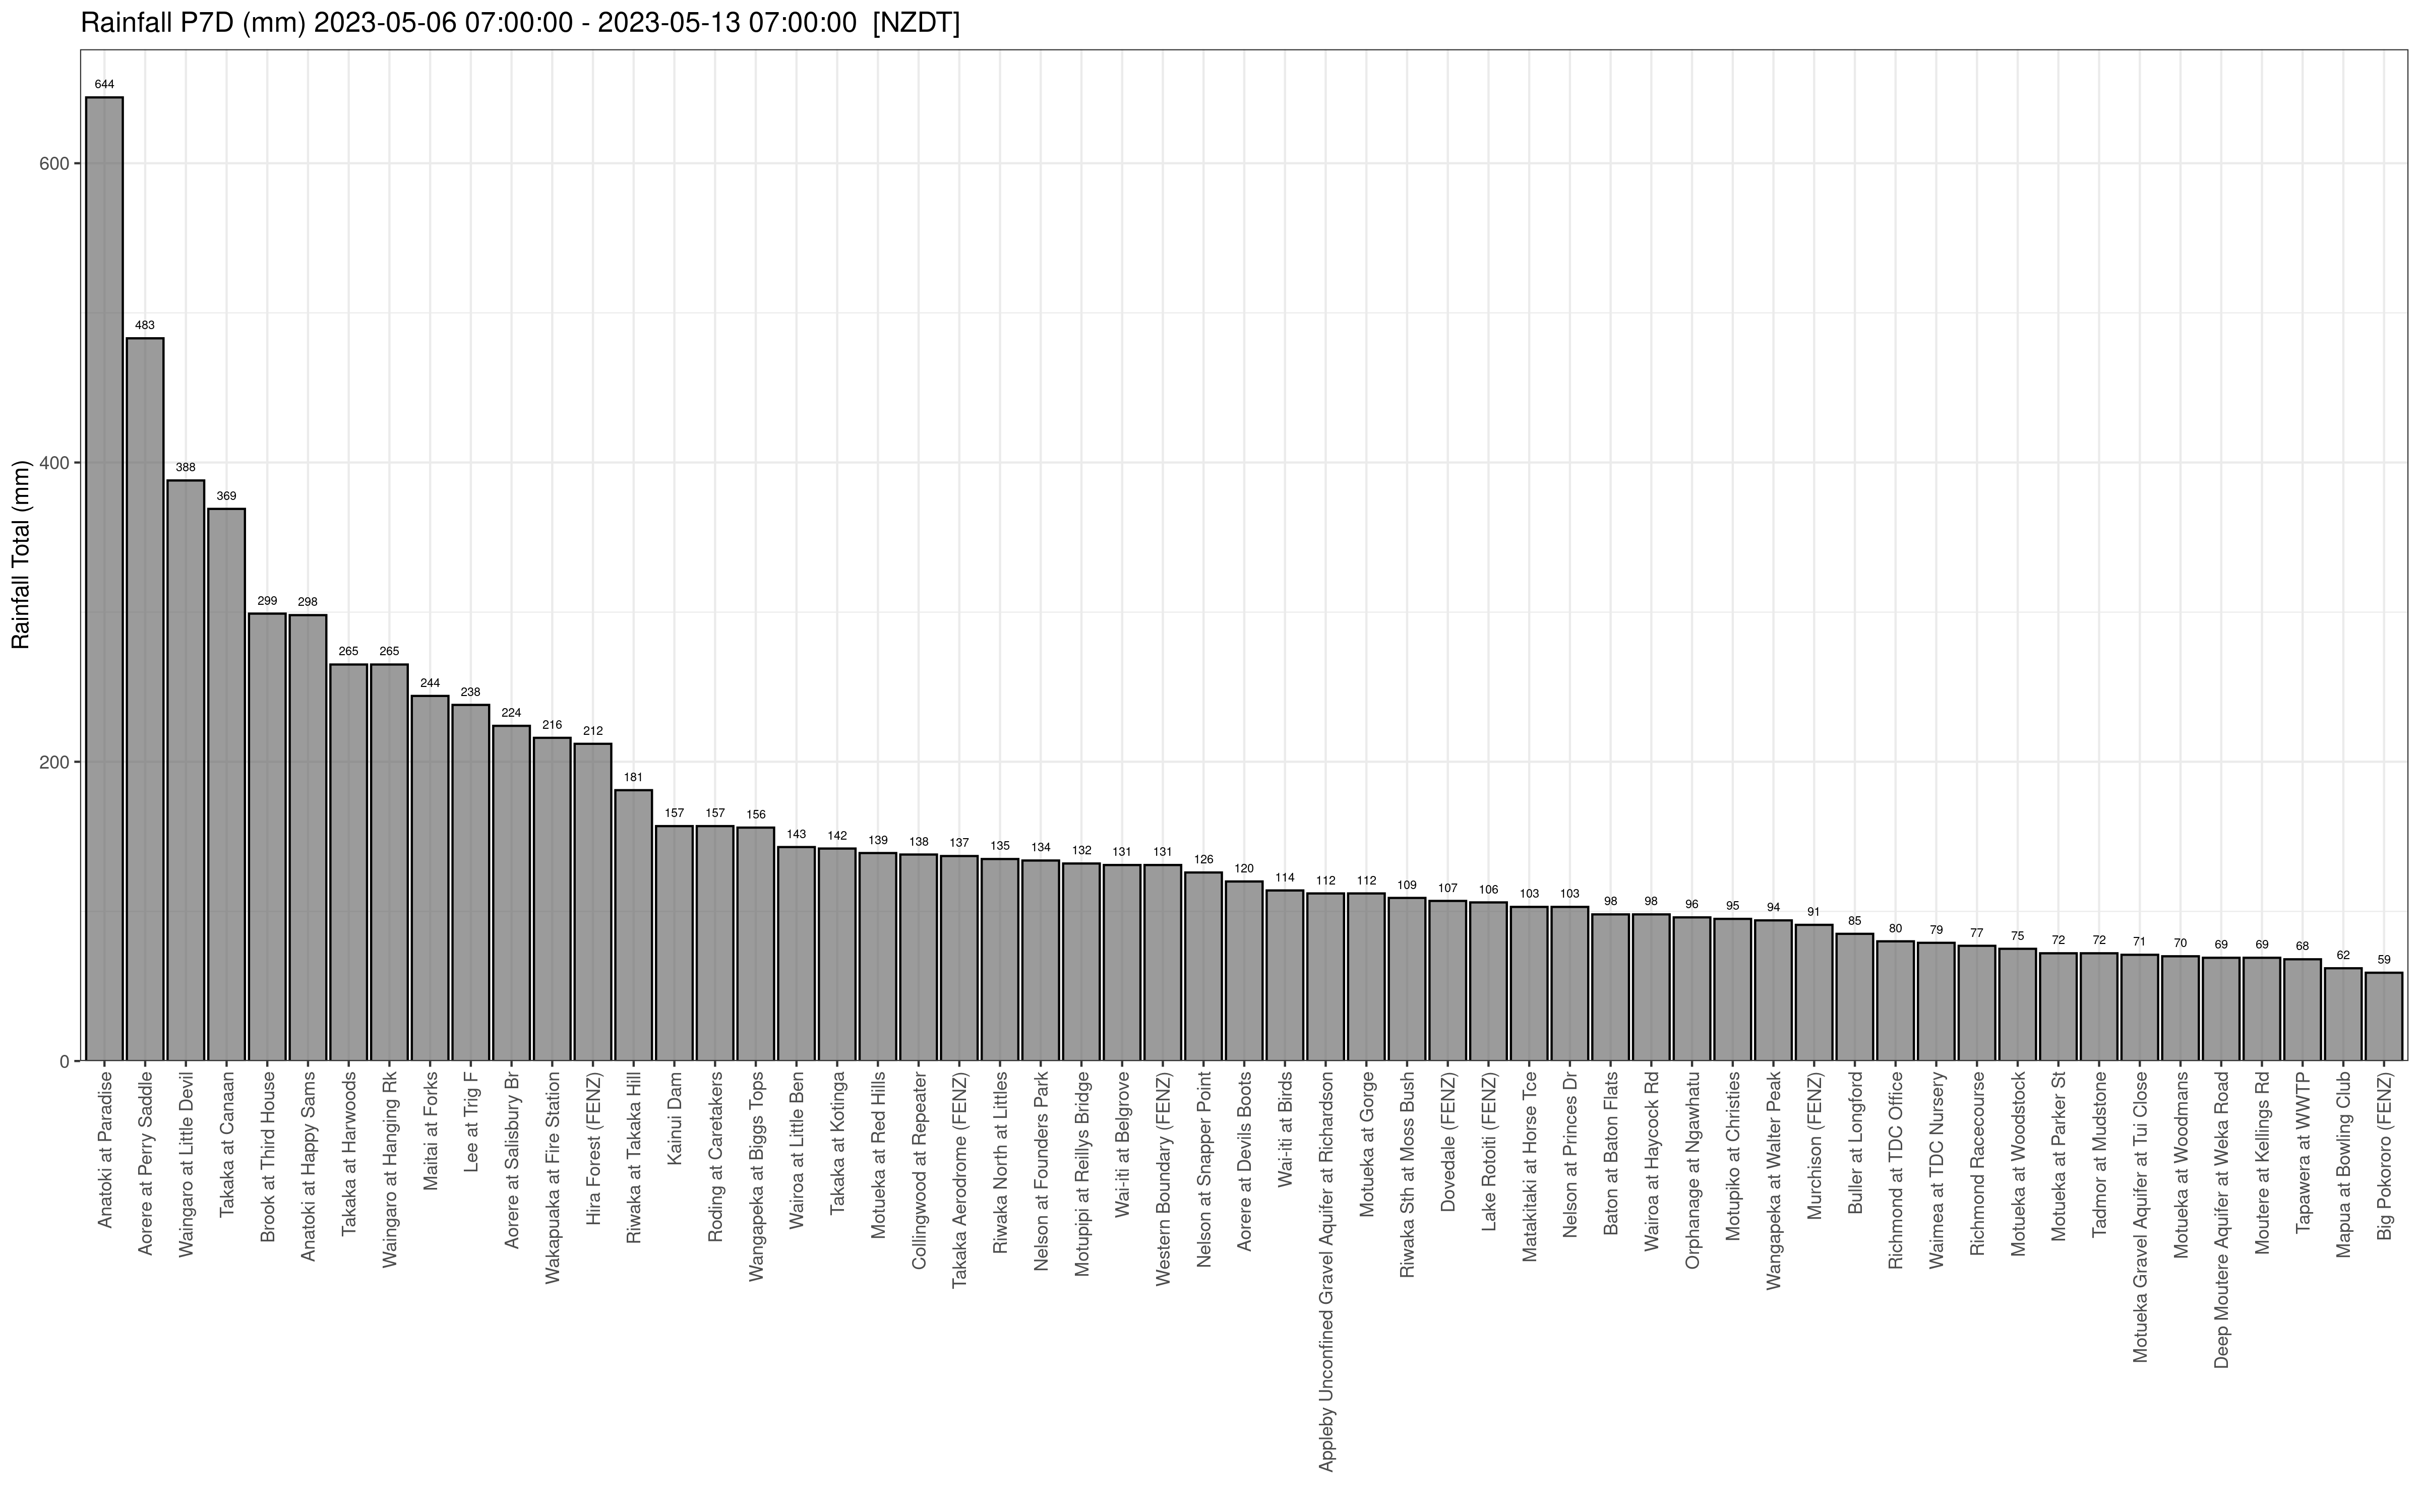 Rainfall P7D (mm) 2023-05-06 07:00:00 - 2023-05-13 07:00:00  [NZDT]
Rainfall Total (mm)
600
400
200
0
644
483
388
369
299
298
265
265
244
238
224
216
212
181
157
157
156
143
142
139
138
137
135
134
132
131
131
126
120
114
112
112
109
107
106
103
103
98
98
96
95
94
91
85
80
79
77
75
72
72
71
70
69
69
68
62
59
Anatoki at Paradise
Aorere at Perry Saddle
Waingaro at Little Devil
Takaka at Canaan
Brook at Third House
Anatoki at Happy Sams
Takaka at Harwoods
Waingaro at Hanging Rk
Maitai at Forks
Lee at Trig F
Aorere at Salisbury Br
Wakapuaka at Fire Station
Hira Forest (FENZ)
Riwaka at Takaka Hill
Kainui Dam
Roding at Caretakers
Wangapeka at Biggs Tops
Wairoa at Little Ben
Takaka at Kotinga
Motueka at Red Hills
Collingwood at Repeater
Takaka Aerodrome (FENZ)
Riwaka North at Littles
Nelson at Founders Park
Motupipi at Reillys Bridge
Wai-iti at Belgrove
Western Boundary (FENZ)
Nelson at Snapper Point
Aorere at Devils Boots
Wai-iti at Birds
Appleby Unconfined Gravel Aquifer at Richardson
Motueka at Gorge
Riwaka Sth at Moss Bush
Dovedale (FENZ)
Lake Rotoiti (FENZ)
Matakitaki at Horse Tce
Nelson at Princes Dr
Baton at Baton Flats
Wairoa at Haycock Rd
Orphanage at Ngawhatu
Motupiko at Christies
Wangapeka at Walter Peak
Murchison (FENZ)
Buller at Longford
Richmond at TDC Office
Waimea at TDC Nursery
Richmond Racecourse
Motueka at Woodstock
Motueka at Parker St
Tadmor at Mudstone
Motueka Gravel Aquifer at Tui Close
Motueka at Woodmans
Deep Moutere Aquifer at Weka Road
Moutere at Kellings Rd
Tapawera at WWTP
Mapua at Bowling Club
Big Pokororo (FENZ)